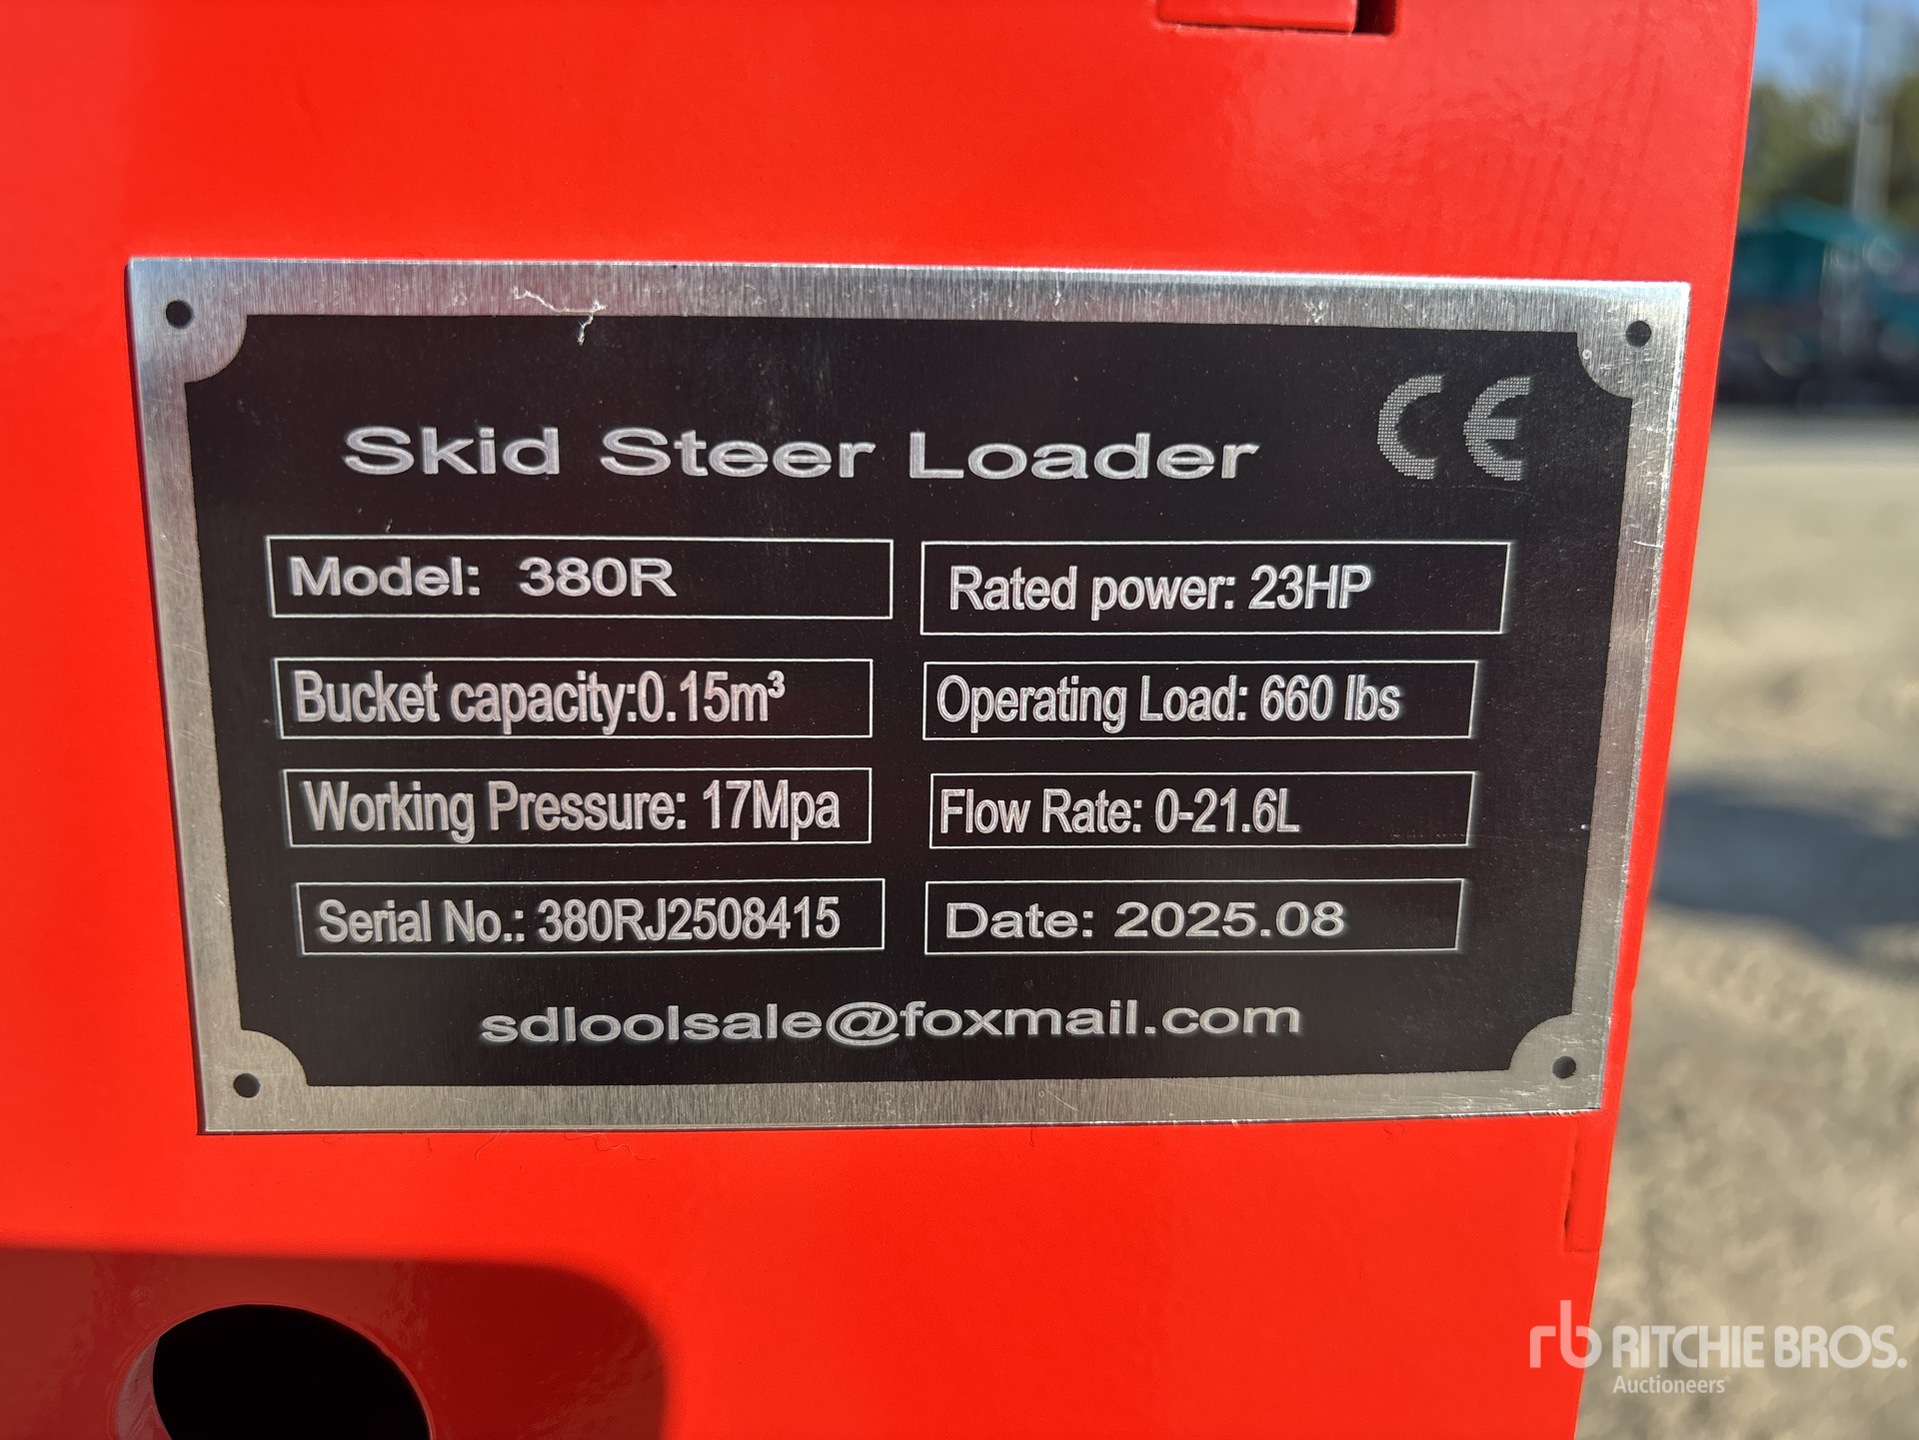 Skid Steer Loader CE
Model: 380R
Rated power: 23HP
Bucket capacity:0.15m³
Operating Load: 660 lbs
Working Pressure: 17Mpa
Flow Rate: 0-21.6L
Serial No.: 380RJ2508415
Date: 2025.08
sdloolsale@foxmail.com
rb RITCHIE BROS.
Auctioneers